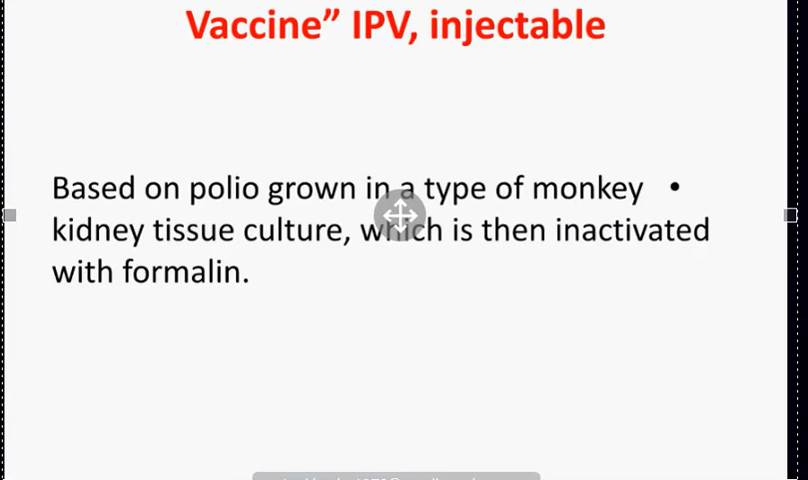 Vaccine” IPV, injectable
Based on polio grown in a type of monkey •
kidney tissue culture, which is then inactivated
with formalin.